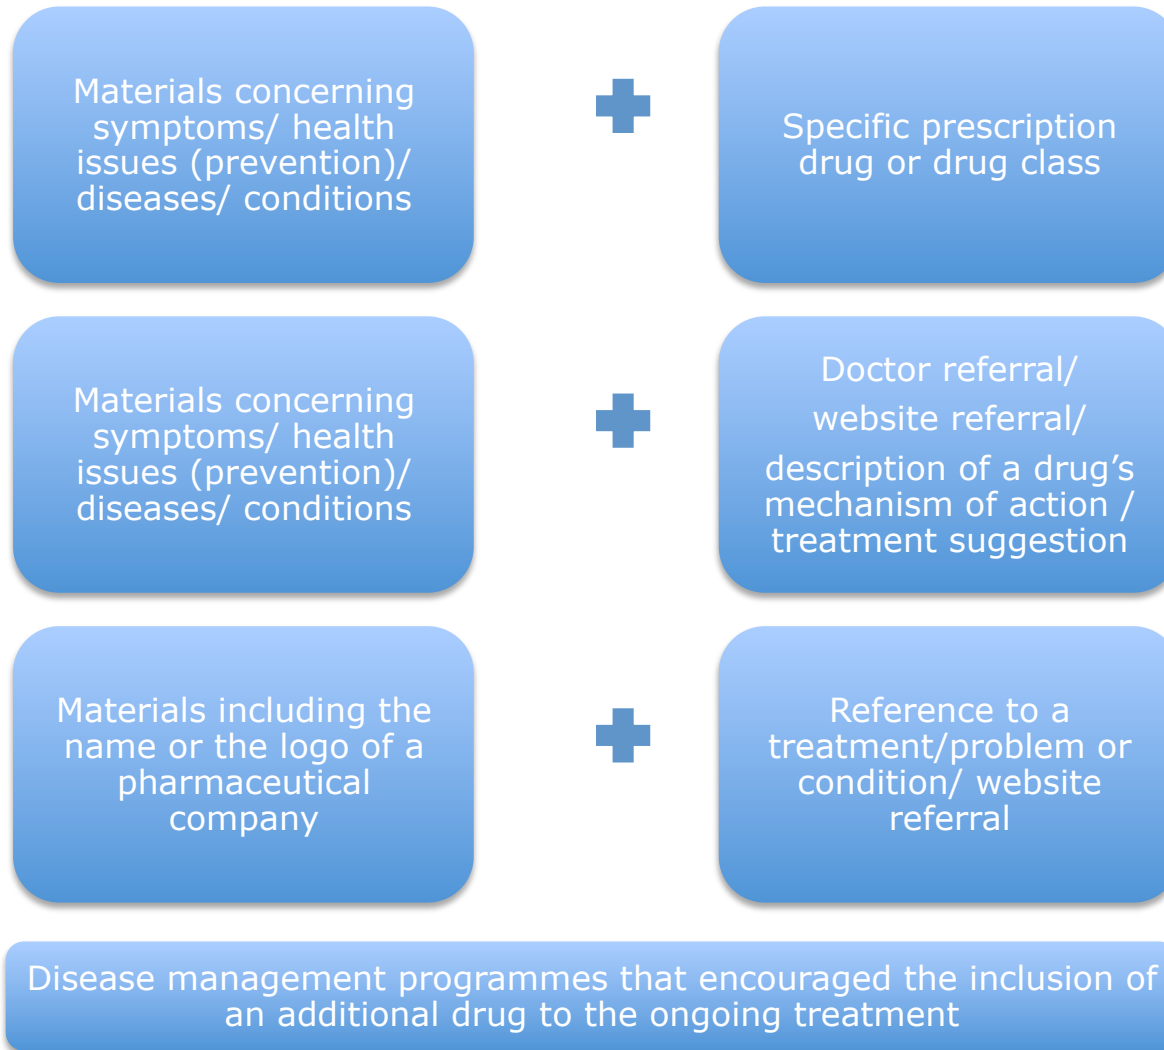 Materials concerning
symptoms/ health
issues (prevention)/
diseases/ conditions
Specific prescription
drug or drug class
Materials concerning
symptoms/ health
issues (prevention)/
diseases/ conditions
Doctor referral/
website referral/
description of a drug’s
mechanism of action /
treatment suggestion
Materials including the
name or the logo of a
pharmaceutical
company
Reference to a
treatment/problem or
condition/ website
referral
Disease management programmes that encouraged the inclusion of
an additional drug to the ongoing treatment